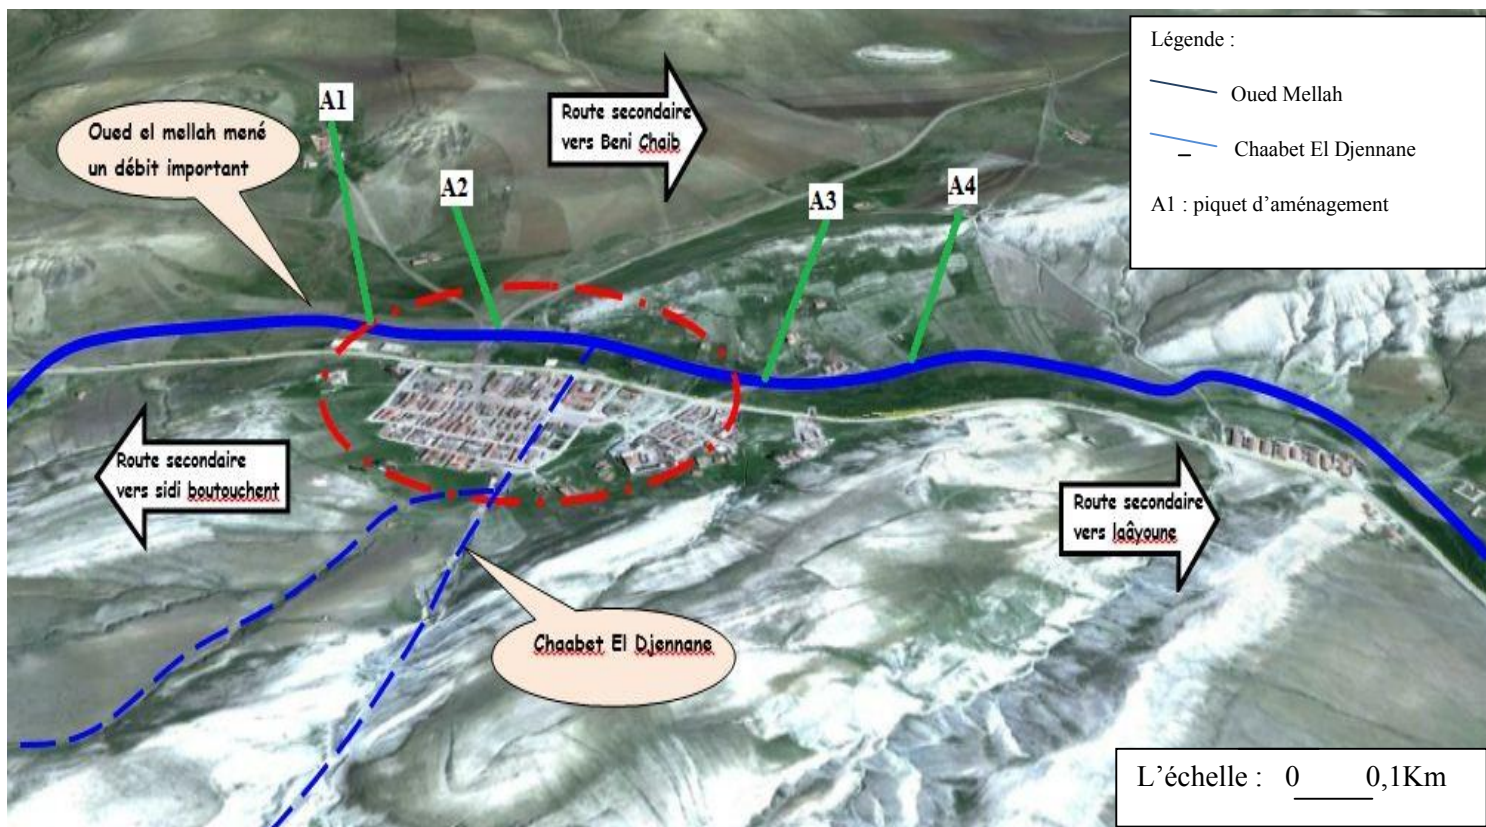 Légende :
Oued Mellah
Chaabet El Djennane
A1 : piquet d'aménagement
A1
Oued el mellah mené
un débit important
Route secondaire
vers Beni Chaib
A2
A3
A4
Route secondaire
vers sidi boutouchent
Route secondaire
vers laâyoune
Chaabet El Djennane
L'échelle : 0 0,1Km